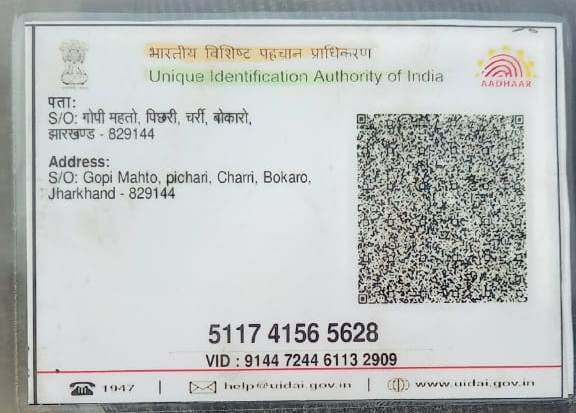 भारतीय विशिष्ट पहचान प्राधिकरण
Unique Identification Authority of India
AADHAAR
पता:
S/O: गोपी महतो, पिछरी, चर्री, बोकारो,
झारखण्ड - 829144
Address:
S/O: Gopi Mahto, pichari, Charri, Bokaro,
Jharkhand - 829144
5117 4156 5628
VID : 9144 7244 6113 2909
1947 | help@uidai.gov.in | www.uidai.gov.in